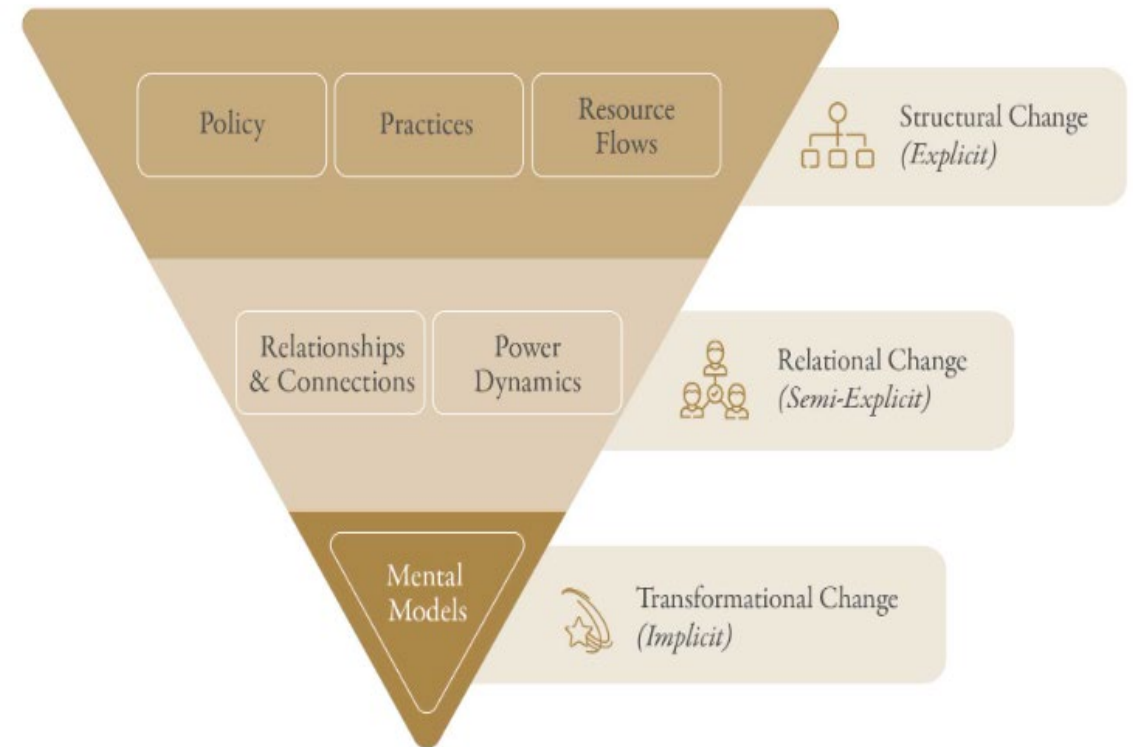 Policy
Practices
Resource
Flows
Structural Change
(Explicit)
Relationships
& Connections
Power
Dynamics
Relational Change
(Semi-Explicit)
Mental
Models
Transformational Change
(Implicit)